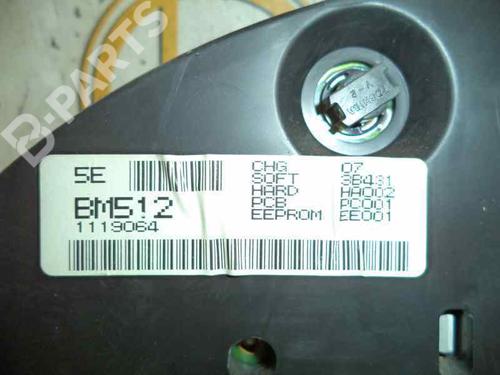 B-PARTS
5E
CHG 07
SOFT 3B431
HARD HA002
PCB PC001
EEPROM EE001
BM512
1119064